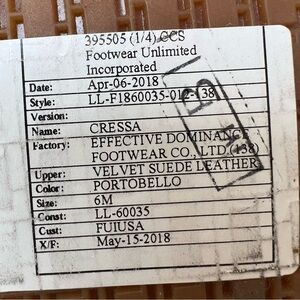 395505 (1/4) CCS
Footwear Unlimited
Incorporated
Date: Apr-06-2018
Style: LL-F1860035-012-138
Version:
Name: CRESSA
Factory: EFFECTIVE DOMINANCE
FOOTWEAR CO., LTD (138)
Upper: VELVET SUEDE LEATHER
Color: PORTOBELLO
Size: 6M
Const: LL-60035
Cust: FUIUSA
X/F: May-15-2018
B